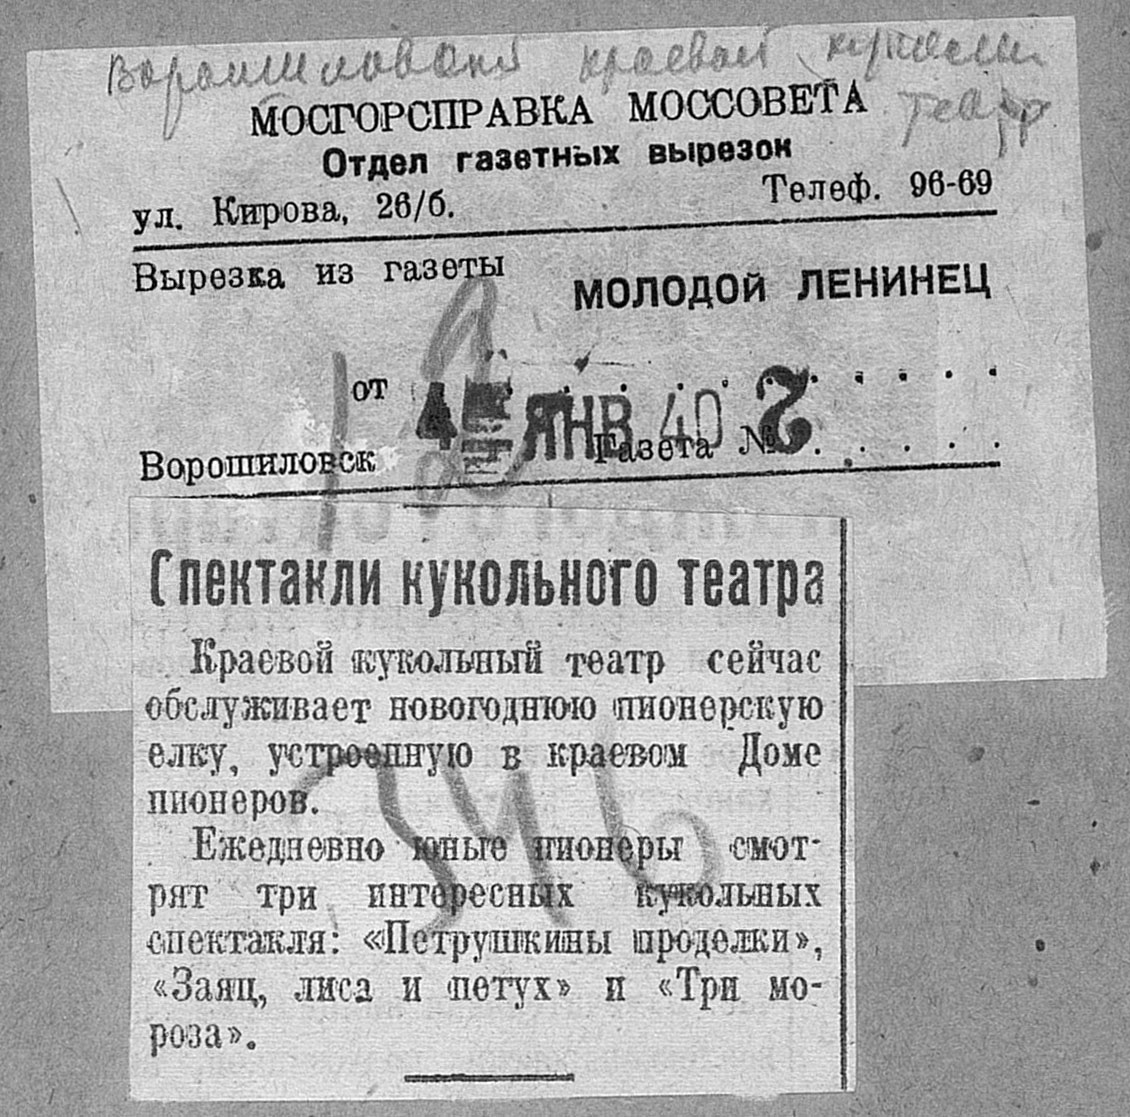 Ворошиловский краевой кукольный
театр
МОСГОРСПРАВКА МОССОВЕТА
Отдел газетных вырезок
ул. Кирова, 26/б. Телеф. 96-69
Вырезка из газеты
МОЛОДОЙ ЛЕНИНЕЦ
от 4 ЯНВ 40 2
Ворошиловск Газета №
Спектакли кукольного театра
Краевой кукольный театр сейчас
обслуживает новогоднюю пионерскую
елку, устроенную в краевом Доме
пионеров.
Ежедневно юные пионеры смот-
рят три интересных кукольных
спектакля: «Петрушкины проделки»,
«Заяц, лиса и петух» и «Три мо-
роза».